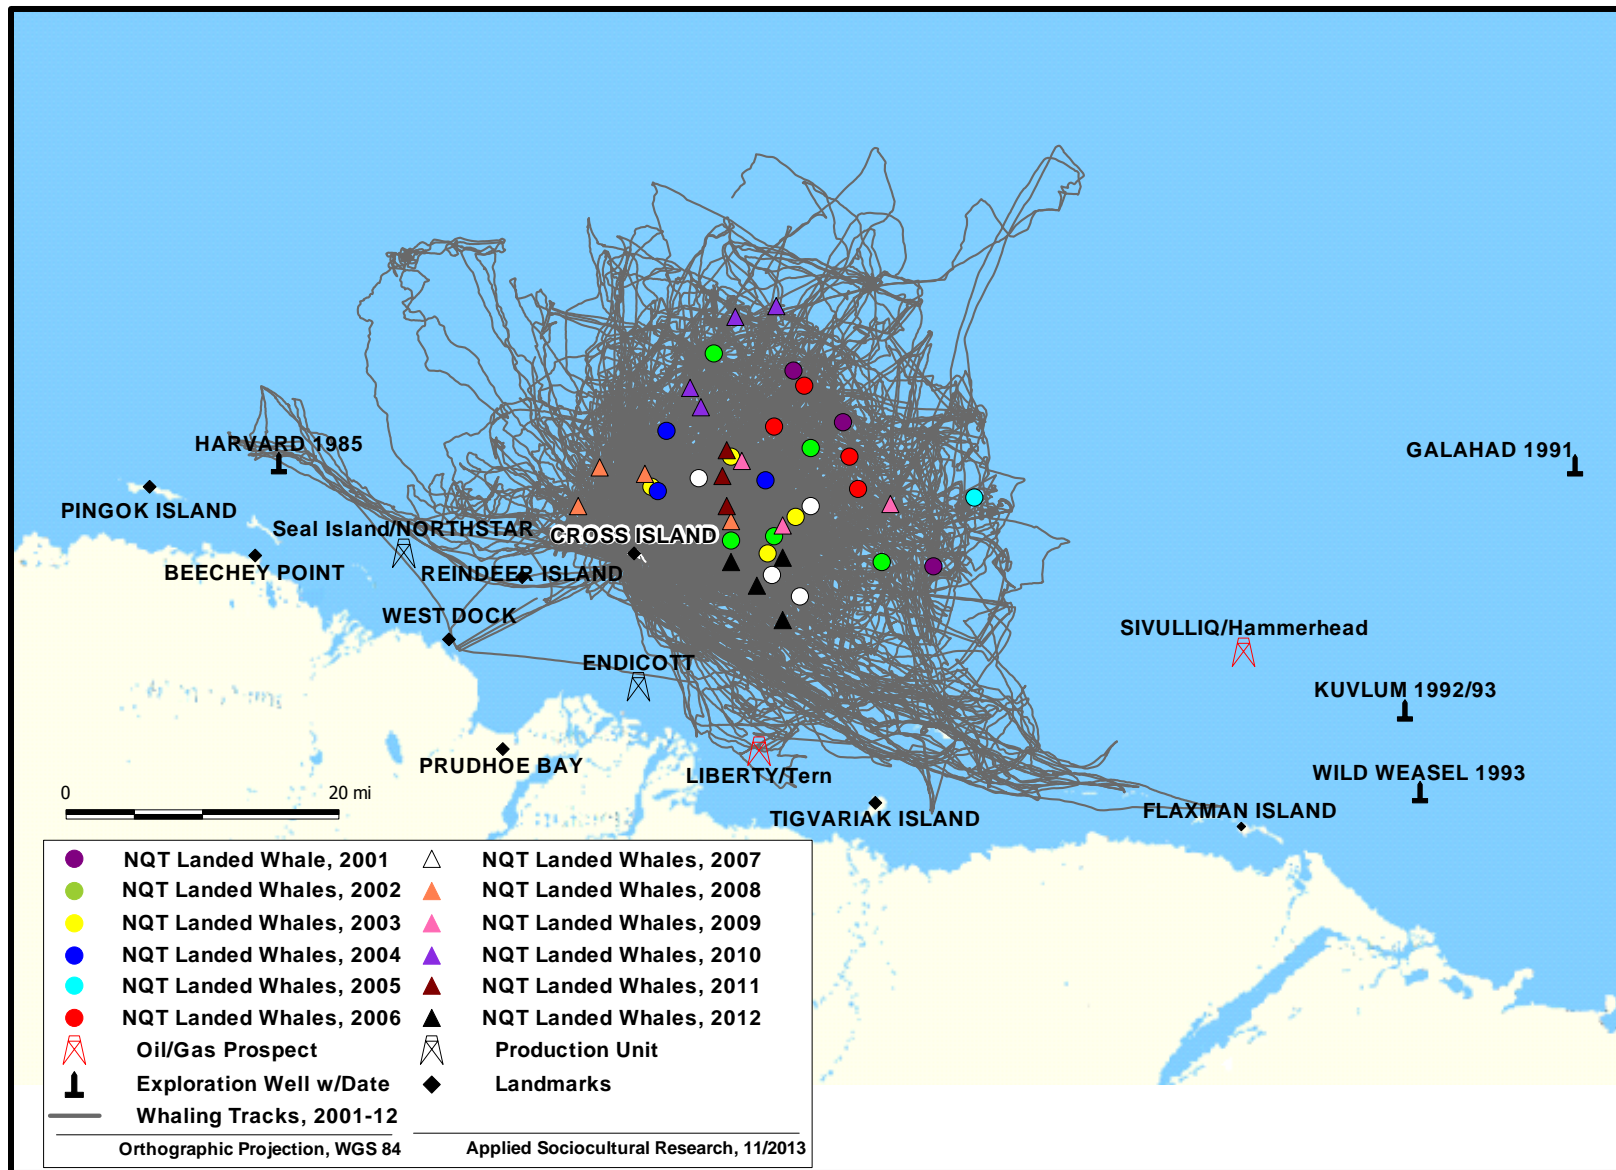 HARVARD 1985
GALAHAD 1991
PINGOK ISLAND
Seal Island/NORTHSTAR
CROSS ISLAND
BEECHEY POINT
REINDEER ISLAND
WEST DOCK
SIVULLIQ/Hammerhead
ENDICOTT
KUVLUM 1992/93
PRUDHOE BAY
LIBERTY/Tern
WILD WEASEL 1993
0 20 mi
TIGVARIAK ISLAND
FLAXMAN ISLAND
NQT Landed Whale, 2001
NQT Landed Whales, 2002
NQT Landed Whales, 2003
NQT Landed Whales, 2004
NQT Landed Whales, 2005
NQT Landed Whales, 2006
Oil/Gas Prospect
Exploration Well w/Date
Whaling Tracks, 2001-12
Orthographic Projection, WGS 84
NQT Landed Whales, 2007
NQT Landed Whales, 2008
NQT Landed Whales, 2009
NQT Landed Whales, 2010
NQT Landed Whales, 2011
NQT Landed Whales, 2012
Production Unit
Landmarks
Applied Sociocultural Research, 11/2013